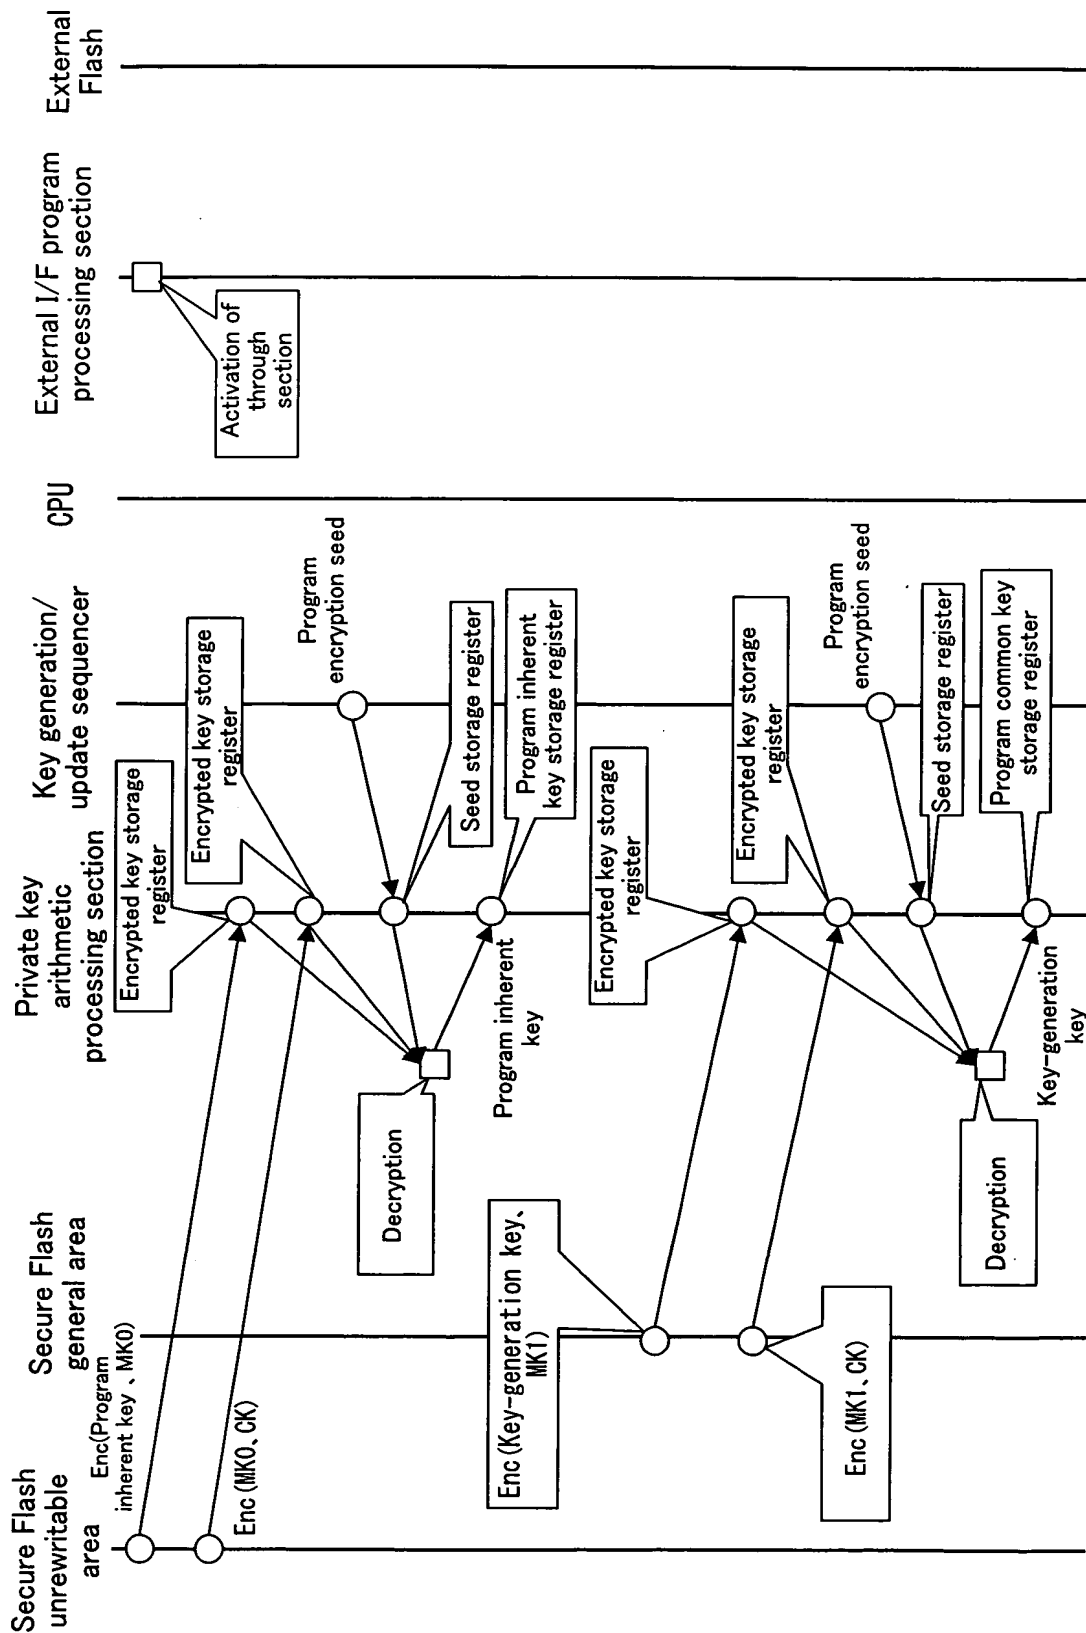 Secure Flash
unrewritable
area
Secure Flash
general area
Private key
arithmetic
processing section
Key generation/
update sequencer
CPU
External I/F program
processing section
External
Flash
Enc(Program
inherent key 、MK0)
Enc(MK0、CK)
Encrypted key storage
register
Encrypted key storage
register
Activation of
through
section
Program
encryption seed
Decryption
Seed storage register
Program inherent
key
Program inherent
key storage register
Enc(Key-generation key、
MK1)
Encrypted key storage
register
Encrypted key storage
register
Enc(MK1、CK)
Program
encryption seed
Seed storage register
Decryption
Key-generation
key
Program common key
storage register